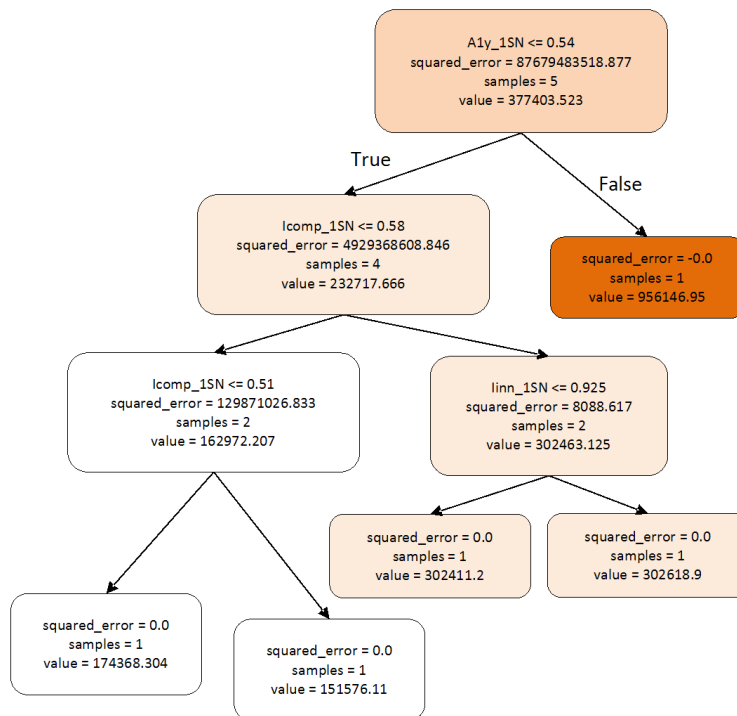 A1y_1SN <= 0.54
squared_error = 87679483518.877
samples = 5
value = 377403.523
True
False
Icomp_1SN <= 0.58
squared_error = 4929368608.846
samples = 4
value = 232717.666
squared_error = -0.0
samples = 1
value = 956146.95
Icomp_1SN <= 0.51
squared_error = 129871026.833
samples = 2
value = 162972.207
Iinn_1SN <= 0.925
squared_error = 8088.617
samples = 2
value = 302463.125
squared_error = 0.0
samples = 1
value = 302411.2
squared_error = 0.0
samples = 1
value = 302618.9
squared_error = 0.0
samples = 1
value = 174368.304
squared_error = 0.0
samples = 1
value = 151576.11